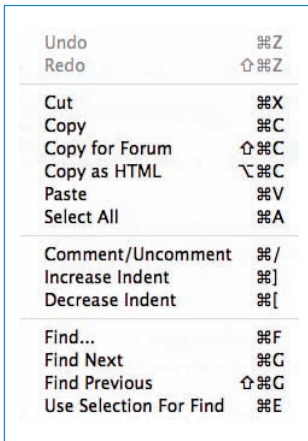 Undo ⌘Z
Redo ⇧⌘Z
Cut ⌘X
Copy ⌘C
Copy for Forum ⇧⌘C
Copy as HTML ⌥⌘C
Paste ⌘V
Select All ⌘A
Comment/Uncomment ⌘/
Increase Indent ⌘]
Decrease Indent ⌘[
Find... ⌘F
Find Next ⌘G
Find Previous ⇧⌘G
Use Selection For Find ⌘E